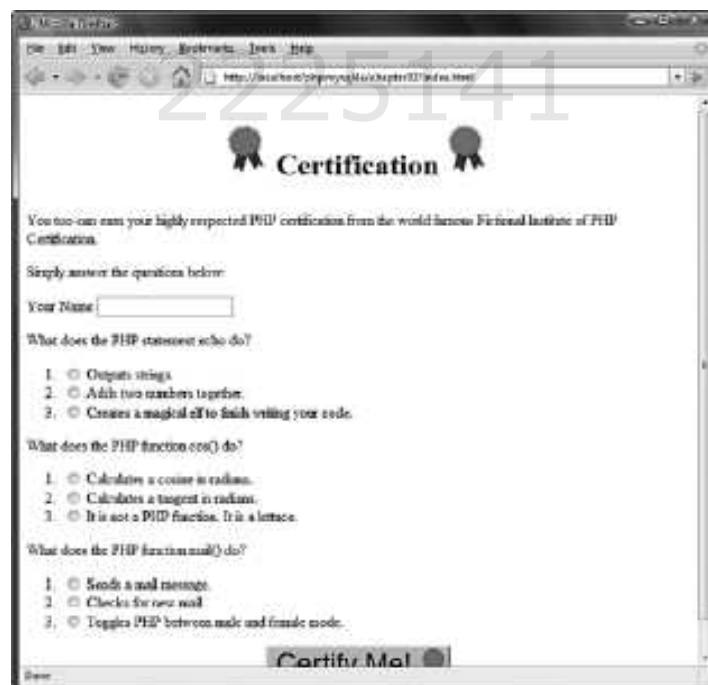 Mozilla Firefox
File Edit View History Bookmarks Tools Help
2225141
Certification
You too can earn your highly respected PHP certification from the world famous Fictional Institute of PHP
Certification.
Simply answer the questions below:
Your Name
What does the PHP statement echo do?
1. Outputs strings.
2. Adds two numbers together.
3. Creates a magical elf to finish writing your code.
What does the PHP function cos() do?
1. Calculates a cosine in radians.
2. Calculates a tangent in radians.
3. It is not a PHP function. It is a lettuce.
What does the PHP function mail() do?
1. Sends a mail message.
2. Checks for new mail.
3. Toggles PHP between male and female mode.
Certify Me!
Done